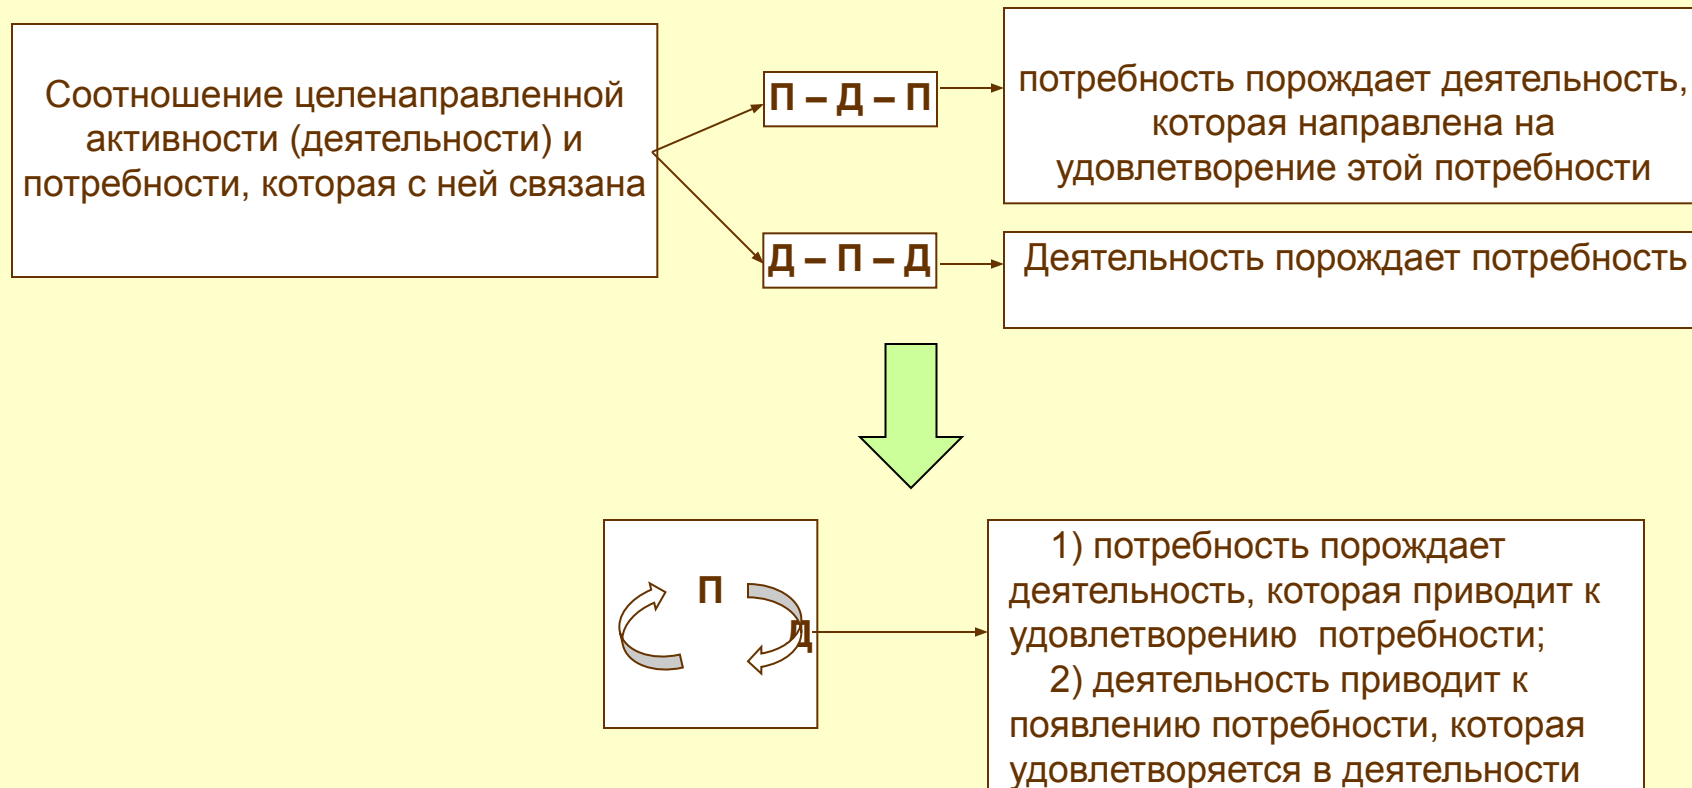 Соотношение целенаправленной
активности (деятельности) и
потребности, которая с ней связана
П – Д – П
потребность порождает деятельность,
которая направлена на
удовлетворение этой потребности
Д – П – Д
Деятельность порождает потребность
П
Д
1) потребность порождает
деятельность, которая приводит к
удовлетворению потребности;
2) деятельность приводит к
появлению потребности, которая
удовлетворяется в деятельности